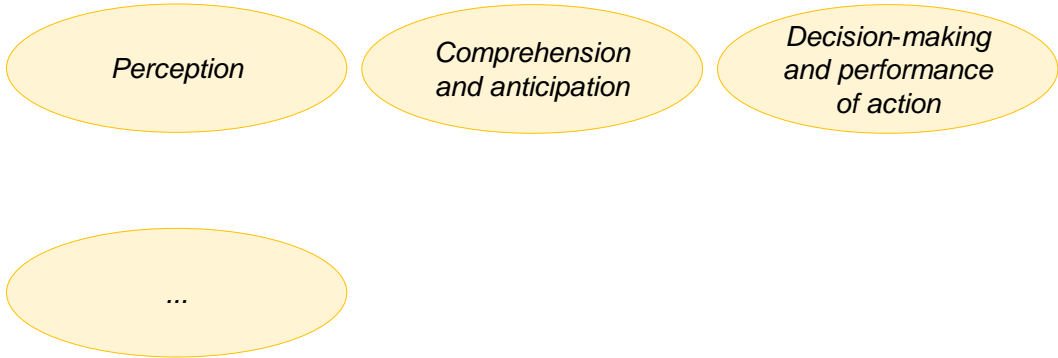 Perception
Comprehension
and anticipation
Decision-making
and performance
of action
...